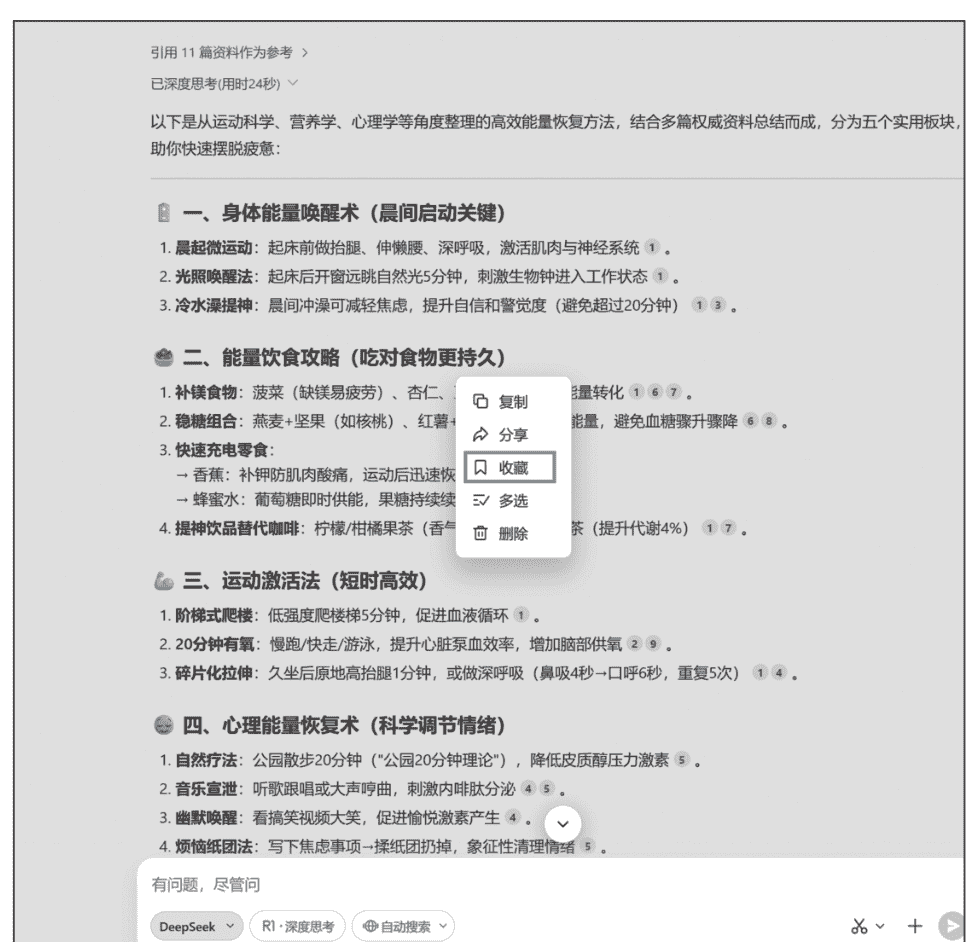 引用 11 篇资料作为参考 >
已深度思考(用时24秒)
以下是从运动科学、营养学、心理学等角度整理的高效能量恢复方法，结合多篇权威资料总结而成，分为五个实用板块，
助你快速摆脱疲惫：
一、身体能量唤醒术（晨间启动关键）
1. 晨起微运动：起床前做抬腿、伸懒腰、深呼吸，激活肌肉与神经系统 1 。
2. 光照唤醒法：起床后开窗远眺自然光5分钟，刺激生物钟进入工作状态 1 。
3. 冷水澡提神：晨间冲澡可减轻焦虑，提升自信和警觉度（避免超过20分钟） 1 3 。
二、能量饮食攻略（吃对食物更持久）
1. 补镁食物：菠菜（缺镁易疲劳）、杏仁、 量转化 1 6 7 。
2. 稳糖组合：燕麦+坚果（如核桃）、红薯+ 能量，避免血糖骤升骤降 6 8 。
3. 快速充电零食：
→ 香蕉：补钾防肌肉酸痛，运动后迅速恢
→ 蜂蜜水：葡萄糖即时供能，果糖持续续
4. 提神饮品替代咖啡：柠檬/柑橘果茶（香气 茶（提升代谢4%） 1 7 。
复制
分享
收藏
多选
删除
三、运动激活法（短时高效）
1. 阶梯式爬楼：低强度爬楼梯5分钟，促进血液循环 1 。
2. 20分钟有氧：慢跑/快走/游泳，提升心脏泵血效率，增加脑部供氧 2 9 。
3. 碎片化拉伸：久坐后原地高抬腿1分钟，或做深呼吸（鼻吸4秒→口呼6秒，重复5次） 1 4 。
四、心理能量恢复术（科学调节情绪）
1. 自然疗法：公园散步20分钟（"公园20分钟理论"），降低皮质醇压力激素 5 。
2. 音乐宣泄：听歌跟唱或大声哼曲，刺激内啡肽分泌 4 5 。
3. 幽默唤醒：看搞笑视频大笑，促进愉悦激素产生 4 。
4. 烦恼纸团法：写下焦虑事项→揉纸团扔掉，象征性清理情绪 5 。
有问题，尽管问
DeepSeek
R1 · 深度思考
自动搜索